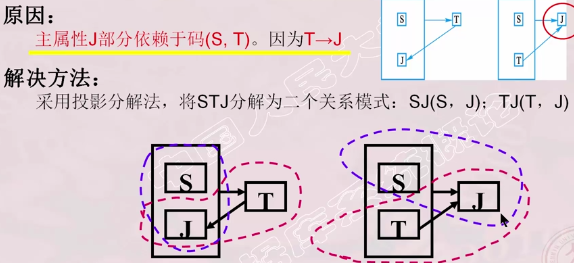 原因：
主属性J部分依赖于码(S, T)。因为T→J
S T S J
J T
解决方法：
采用投影分解法，将STJ分解为二个关系模式：SJ(S，J)；TJ(T，J)
S T S J
J T